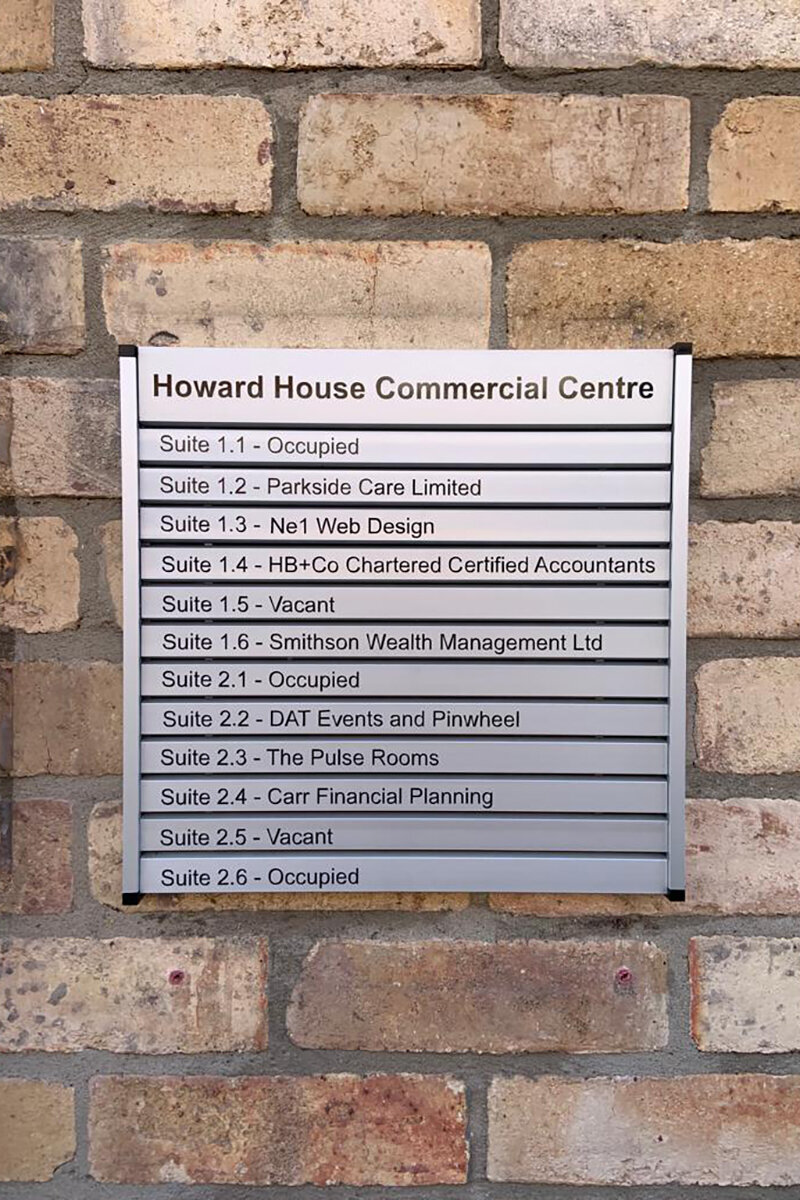 Howard House Commercial Centre
Suite 1.1 - Occupied
Suite 1.2 - Parkside Care Limited
Suite 1.3 - Ne1 Web Design
Suite 1.4 - HB+Co Chartered Certified Accountants
Suite 1.5 - Vacant
Suite 1.6 - Smithson Wealth Management Ltd
Suite 2.1 - Occupied
Suite 2.2 - DAT Events and Pinwheel
Suite 2.3 - The Pulse Rooms
Suite 2.4 - Carr Financial Planning
Suite 2.5 - Vacant
Suite 2.6 - Occupied